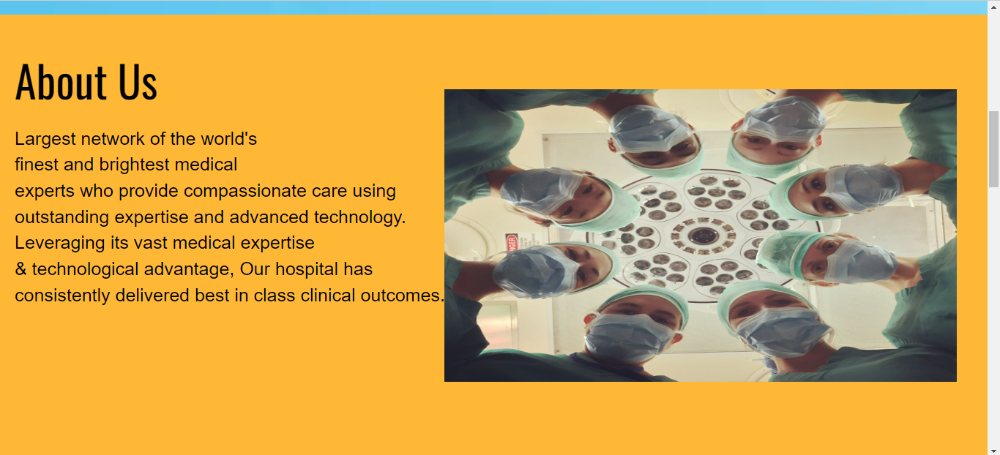 About Us
Largest network of the world's
finest and brightest medical
experts who provide compassionate care using
outstanding expertise and advanced technology.
Leveraging its vast medical expertise
& technological advantage, Our hospital has
consistently delivered best in class clinical outcomes.
DANGER